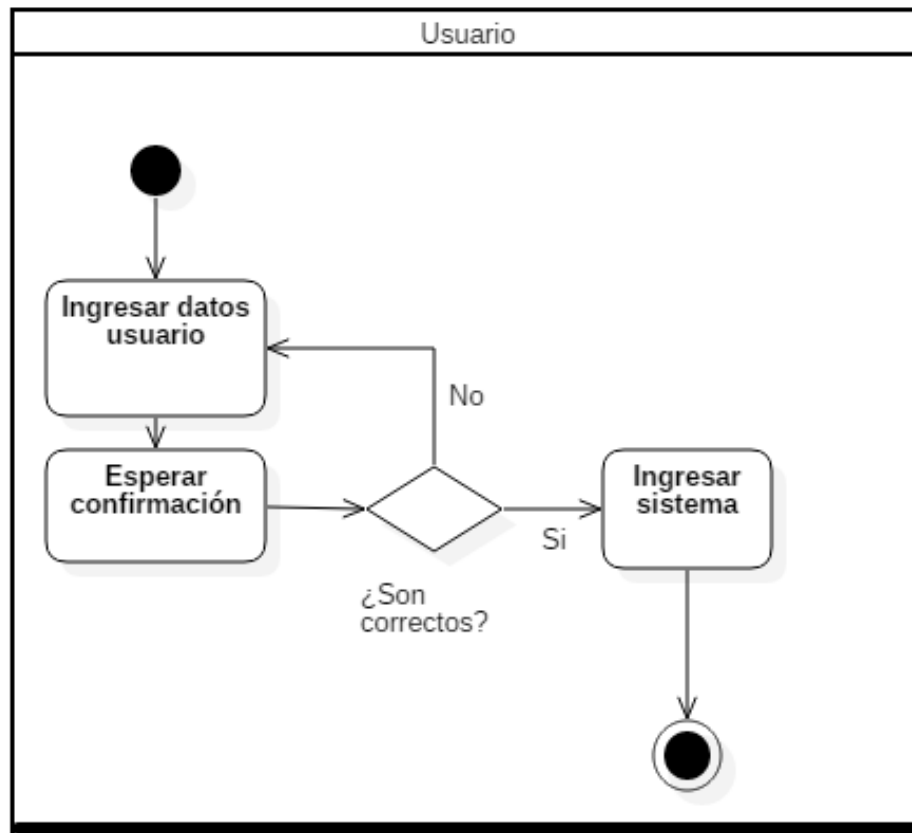 Usuario
Ingresar datos
usuario
No
Esperar
confirmación
Ingresar
sistema
Si
¿Son
correctos?